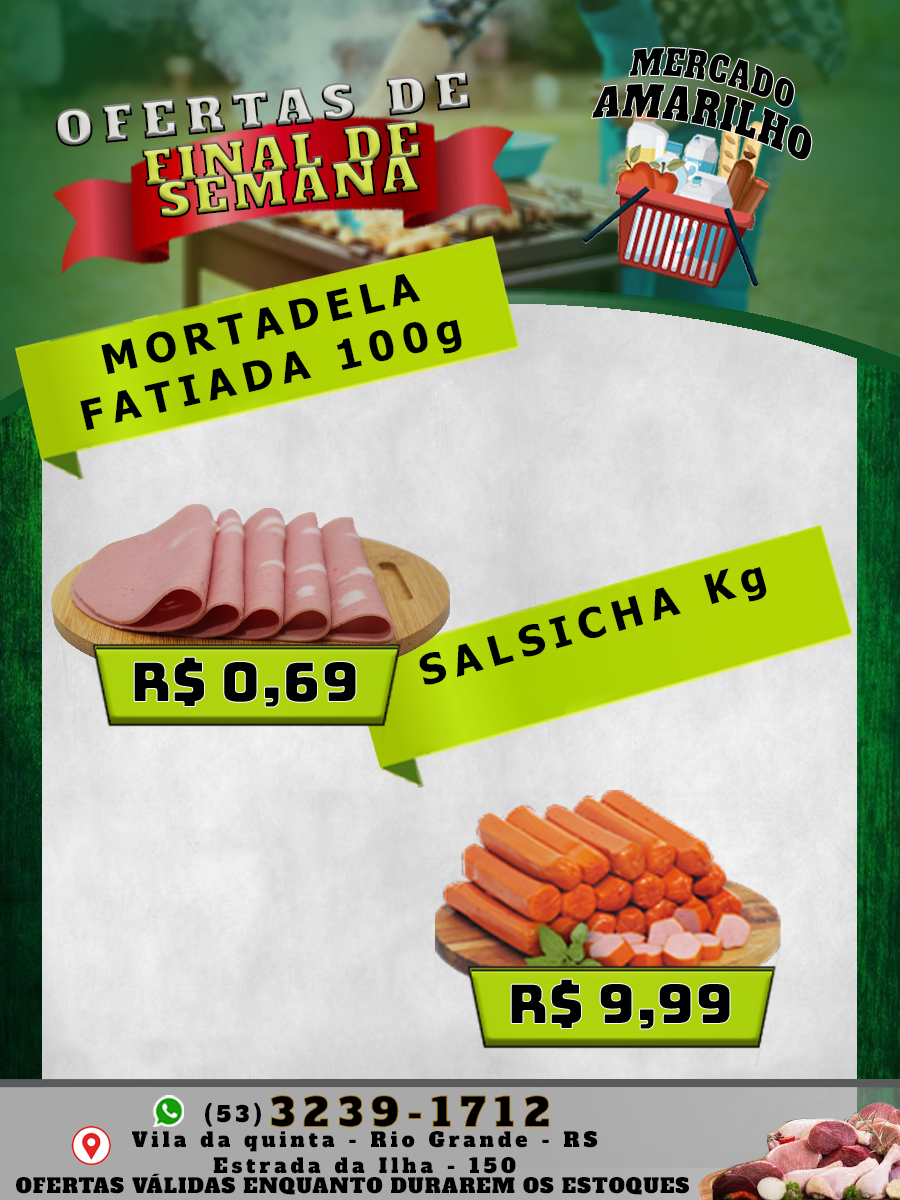 OFERTAS DE
FINAL DE
SEMANA
MERCADO
AMARILHO
MORTADELA
FATIADA 100g
R$ 0,69
SALSICHA Kg
R$ 9,99
(53) 3239-1712
Vila da quinta - Rio Grande - RS
Estrada da Ilha - 150
OFERTAS VÁLIDAS ENQUANTO DURAREM OS ESTOQUES